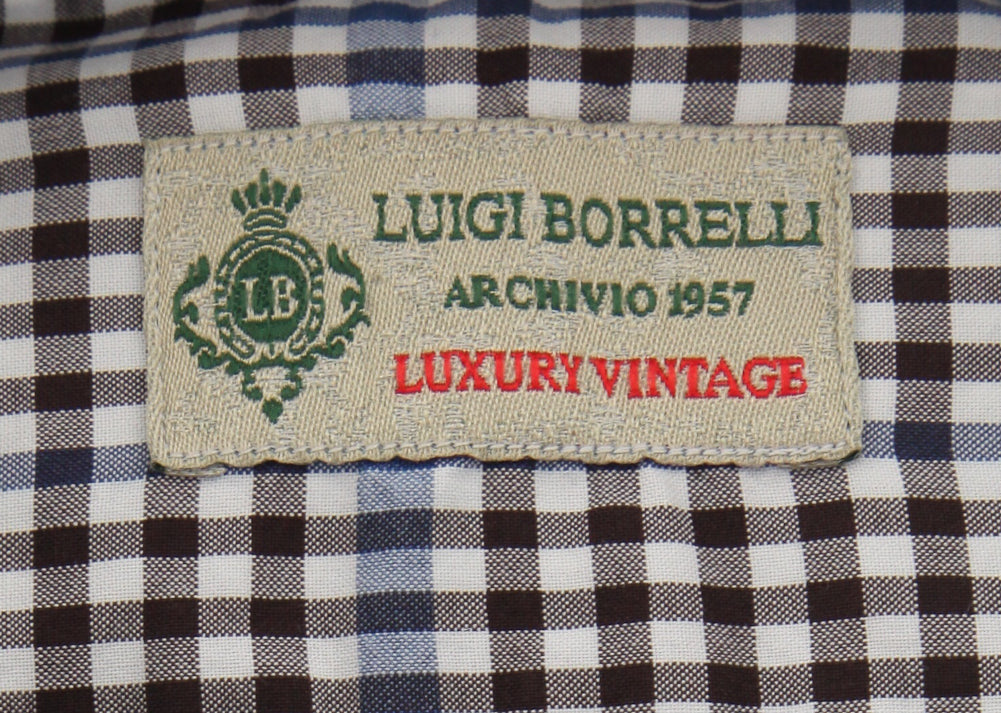 LB
LUIGI BORRELLI
ARCHIVIO 1957
LUXURY VINTAGE